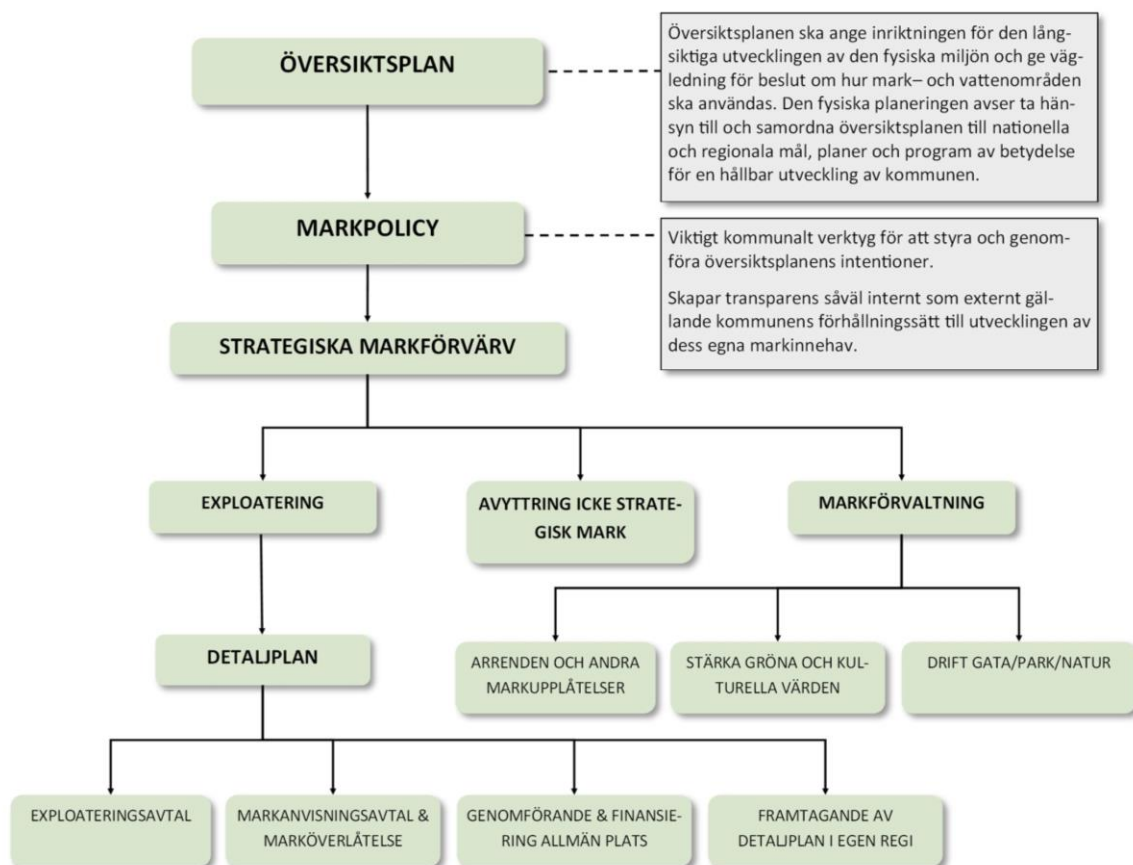 ÖVERSIKTSPLAN
Översiktsplanen ska ange inriktningen för den lång-
siktiga utvecklingen av den fysiska miljön och ge väg-
ledning för beslut om hur mark– och vattenområden
ska användas. Den fysiska planeringen avser ta hän-
syn till och samordna översiktsplanen till nationella
och regionala mål, planer och program av betydelse
för en hållbar utveckling av kommunen.
MARKPOLICY
Viktigt kommunalt verktyg för att styra och genom-
föra översiktsplanens intentioner.
Skapar transparens såväl internt som externt gäl-
lande kommunens förhållningssätt till utvecklingen av
dess egna markinnehav.
STRATEGISKA MARKFÖRVÄRV
EXPLOATERING
AVYTTRING ICKE STRATE-
GISK MARK
MARKFÖRVALTNING
DETALJPLAN
ARRENDEN OCH ANDRA
MARKUPPLÅTELSER
STÄRKA GRÖNA OCH KUL-
TURELLA VÄRDEN
DRIFT GATA/PARK/NATUR
EXPLOATERINGSAVTAL
MARKANVISNINGSAVTAL &
MARKÖVERLÅTELSE
GENOMFÖRANDE & FINANSIE-
RING ALLMÄN PLATS
FRAMTAGANDE AV
DETALJPLAN I EGEN REGI